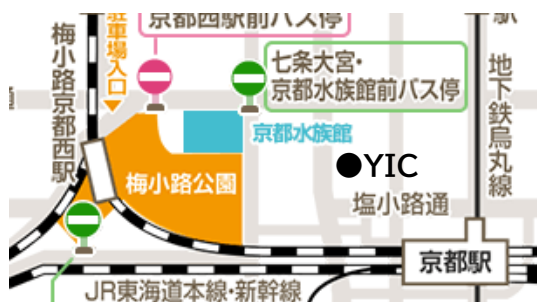 京都西駅前バス停
駅
駐車場入口
梅小路京都西駅
七条大宮・
京都水族館前バス停
地下鉄烏丸線
京都水族館
●YIC
梅小路公園
塩小路通
京都駅
JR東海道本線・新幹線